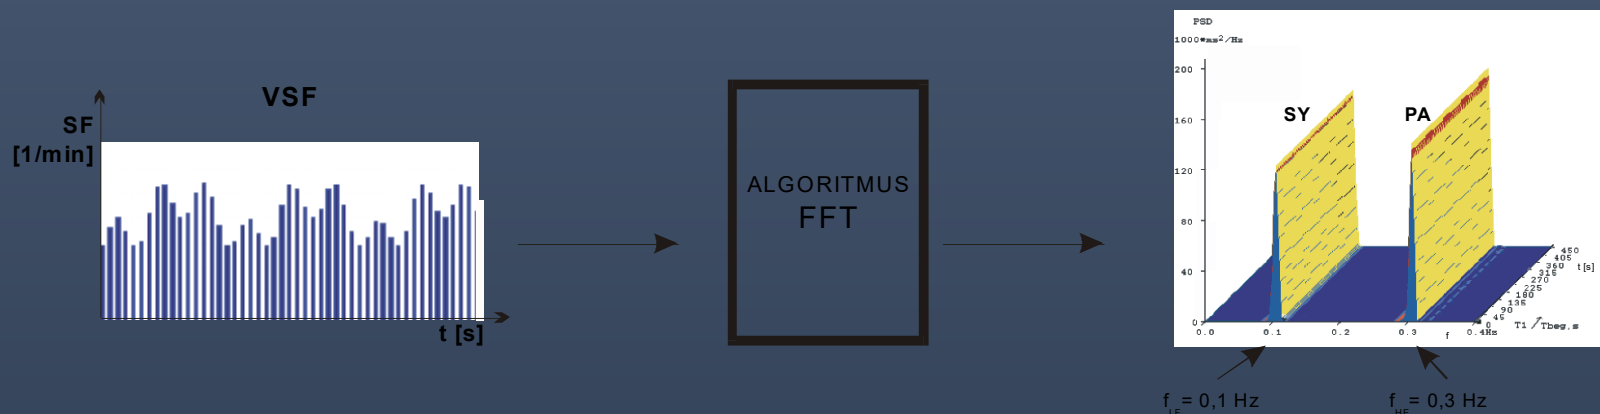 VSF
SF
[1/min]
t [s]
ALGORITMUS
FFT
PSD
1000*ms²/Hz
200
160
120
80
40
0
SY
PA
0.0
0.1
0.2
0.3
0.4Hz
f
0
45
90
135
180
225
270
315
360
405
450
t [s]
T1 / Tbeg.s
f LF = 0,1 Hz
f HF = 0,3 Hz